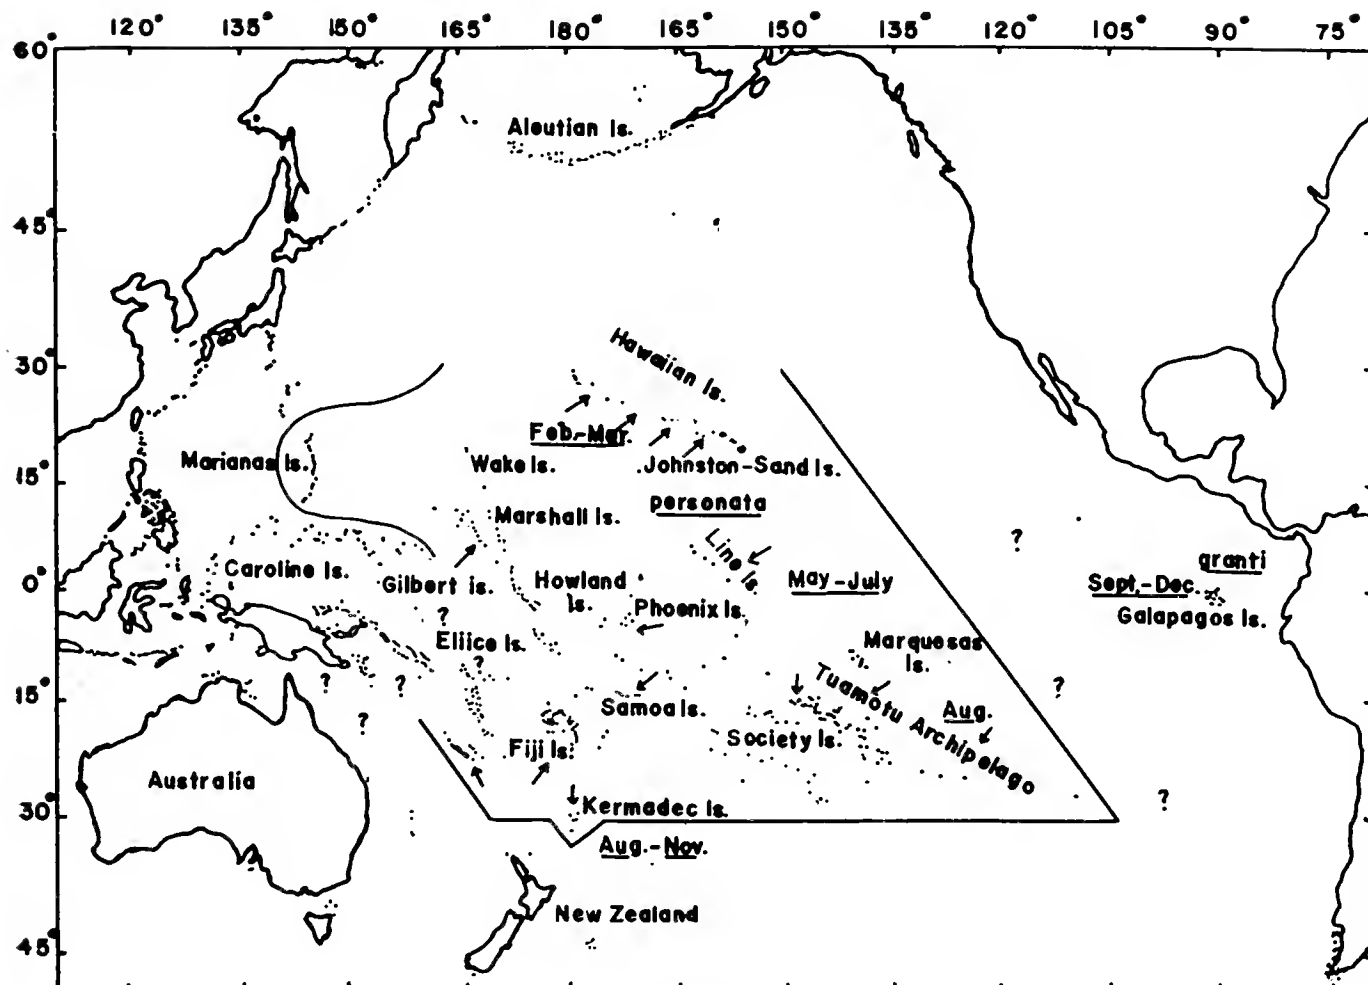 120° 135° 150° 165° 180° 165° 150° 135° 120° 105° 90° 75°
60°
Aleutian Is.
45°
30°
Hawaiian Is.
Feb.-Mar.
Marianas Is.
Wake Is.
Johnston-Sand Is.
15°
personata
Marshall Is.
?
Line Is.
granti
Caroline Is.
Gilbert is.
Howland Is.
May-July
Sept.-Dec.
0°
Phoenix Is.
Galapagos Is.
?
Ellice Is.
Marquesas Is.
?
?
?
?
15°
Tuamotu Archipelago
Samoa Is.
Aug.
?
Society Is.
Fiji Is.
Australia
?
30°
Kermadec Is.
Aug.-Nov.
New Zealand
45°